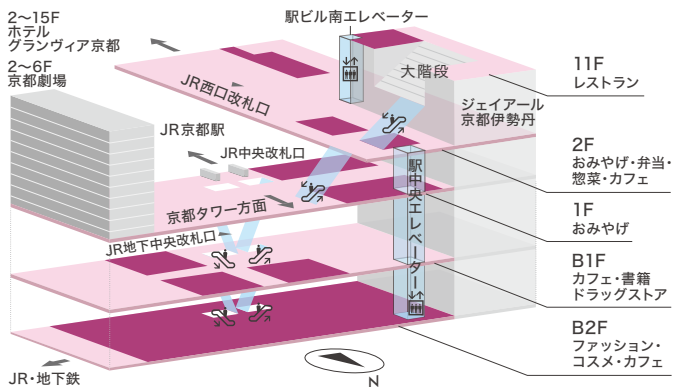 2〜15F
ホテル
グランヴィア京都
2〜6F
京都劇場
駅ビル南エレベーター
大階段
JR西口改札口
ジェイアール
京都伊勢丹
11F
レストラン
JR京都駅
JR中央改札口
2F
おみやげ・弁当・
惣菜・カフェ
駅中央エレベーター
京都タワー方面
1F
おみやげ
JR地下中央改札口
B1F
カフェ・書籍
ドラッグストア
B2F
ファッション・
コスメ・カフェ
JR・地下鉄
N